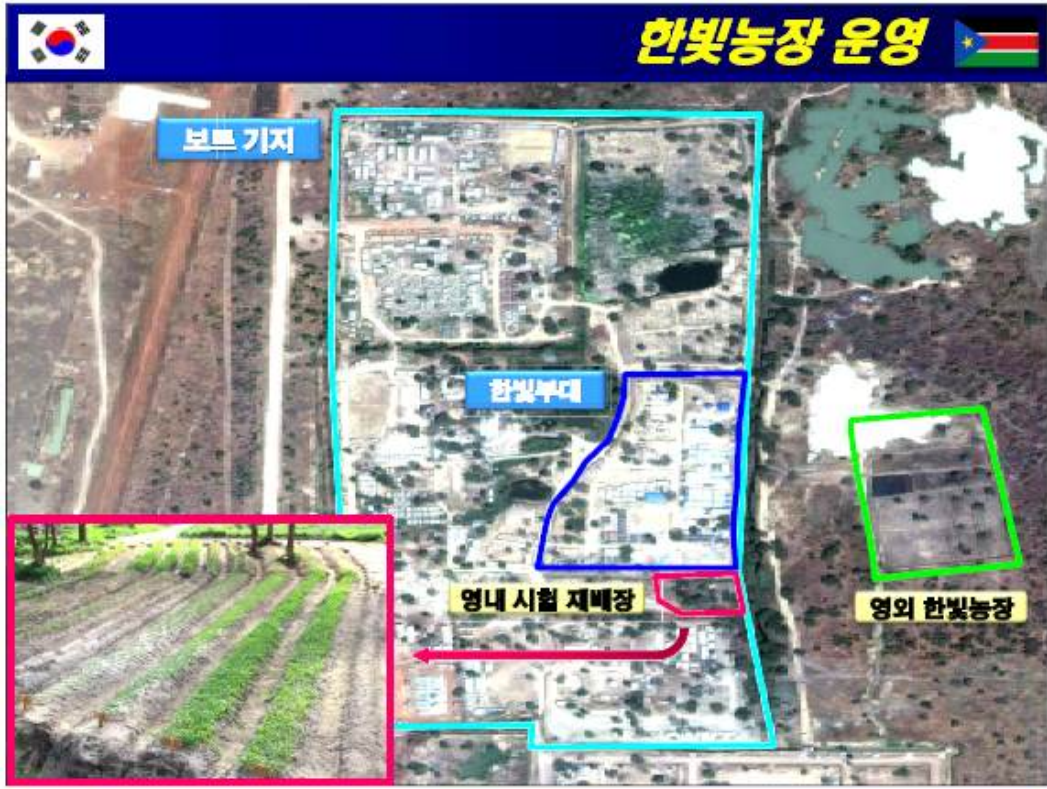 한빛농장 운영
보르 기지
한빛부대
영내 시험 재배장
영외 한빛농장